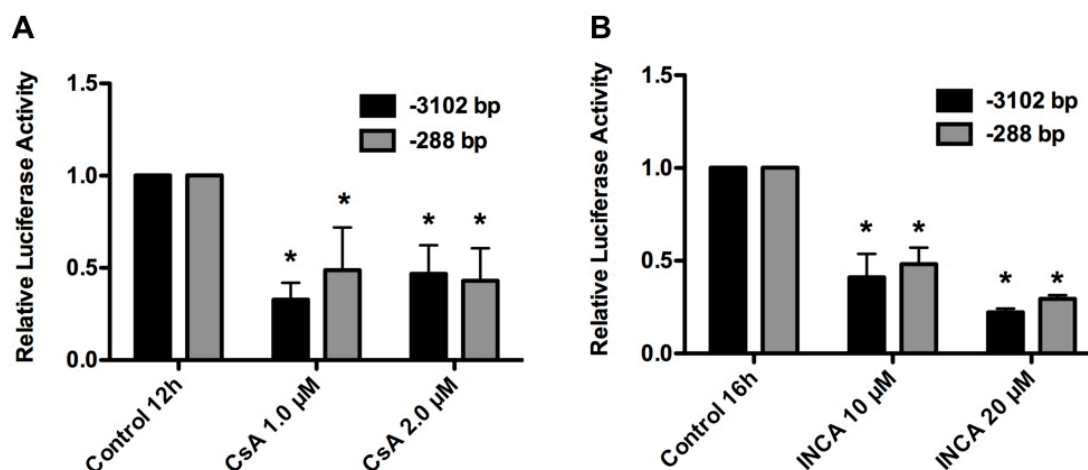 A
Relative Luciferase Activity
1.5
1.0
0.5
0.0
-3102 bp
-288 bp
*
*
*
*
Control 12h
CsA 1.0 µM
CsA 2.0 µM
B
Relative Luciferase Activity
1.5
1.0
0.5
0.0
-3102 bp
-288 bp
*
*
*
*
Control 16h
INCA 10 µM
INCA 20 µM